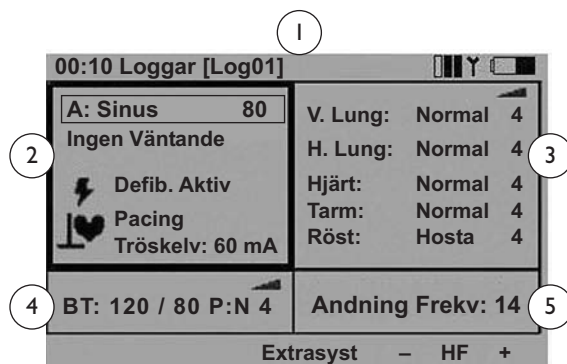 1
00:10 Loggar [Log01]
A: Sinus 80
Ingen Väntande
Defib. Aktiv
Pacing
Tröskelv: 60 mA
2
V. Lung: Normal 4
H. Lung: Normal 4
Hjärt: Normal 4
Tarm: Normal 4
Röst: Hosta 4
3
4
BT: 120 / 80 P:N 4
Andning Frekv: 14
5
Extrasyst – HF +